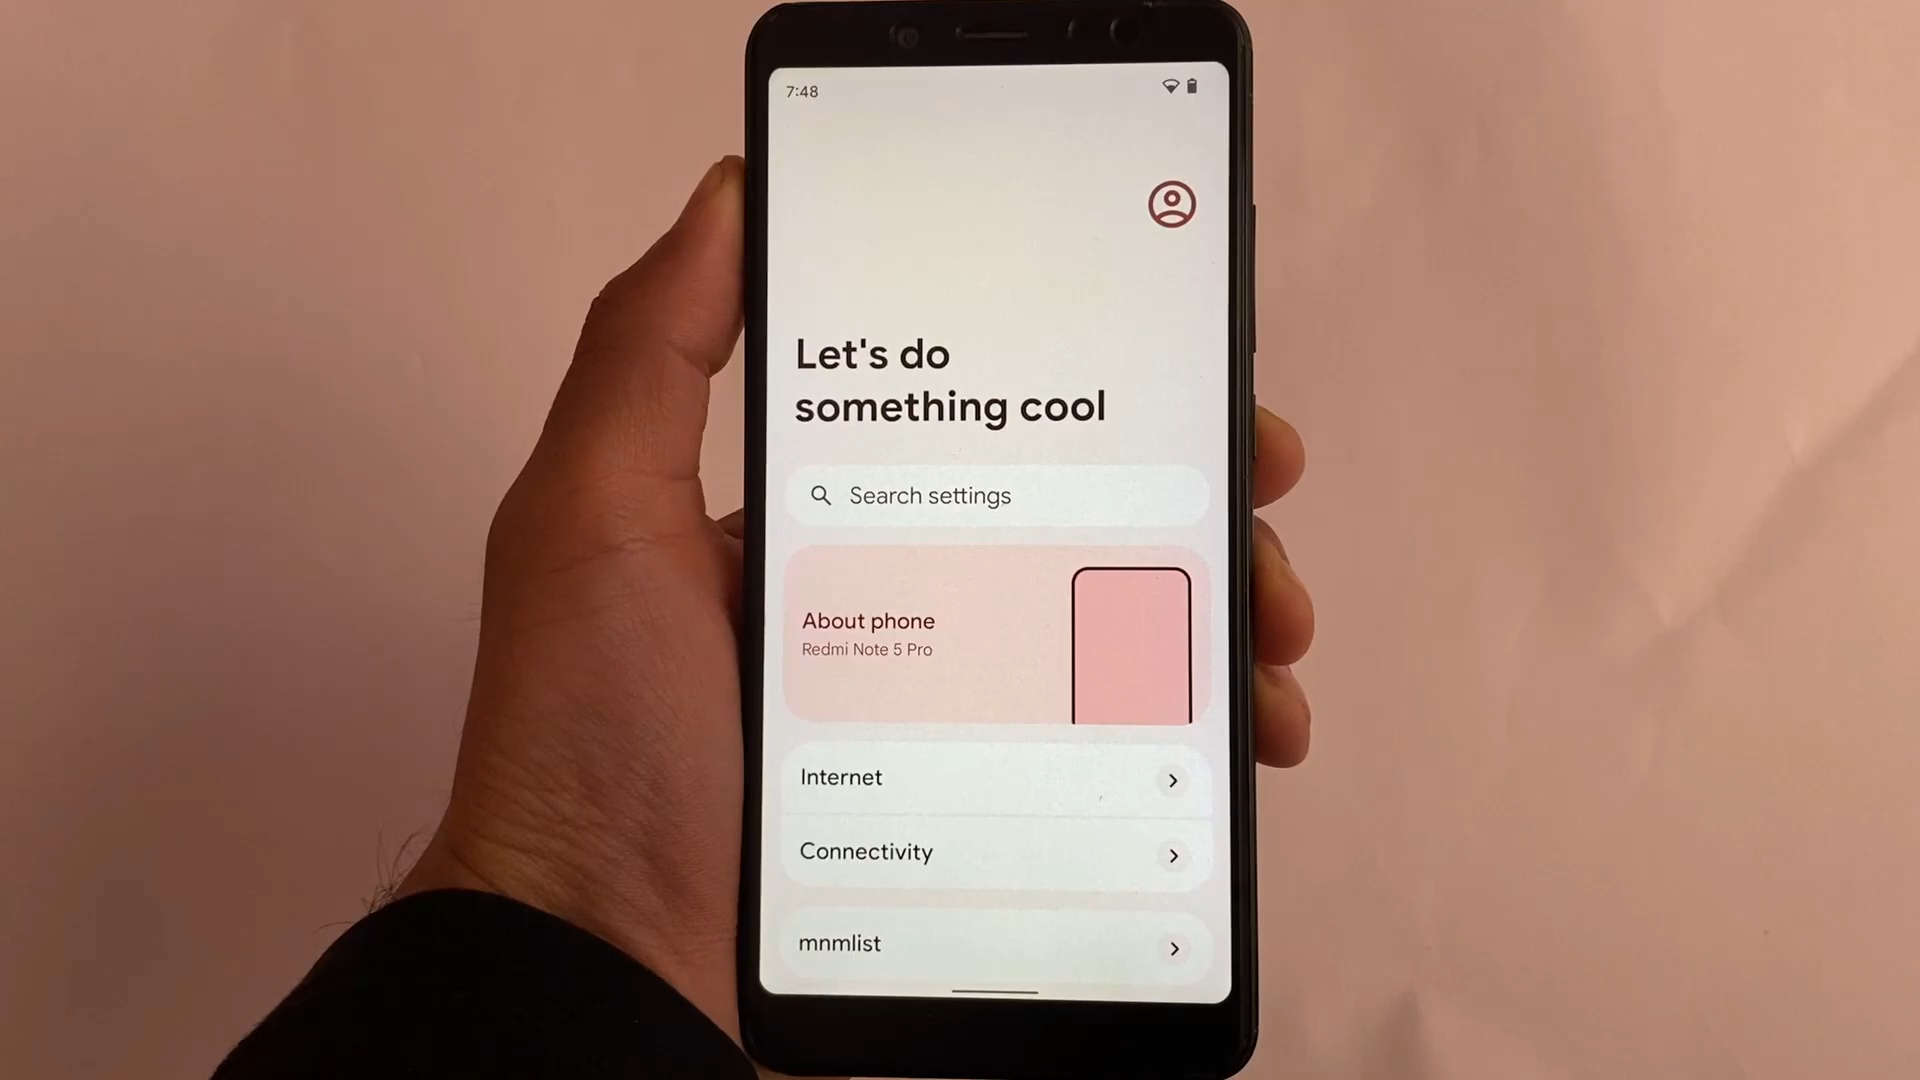 7:48
Let's do
something cool
Search settings
About phone
Redmi Note 5 Pro
Internet
Connectivity
mnmlist